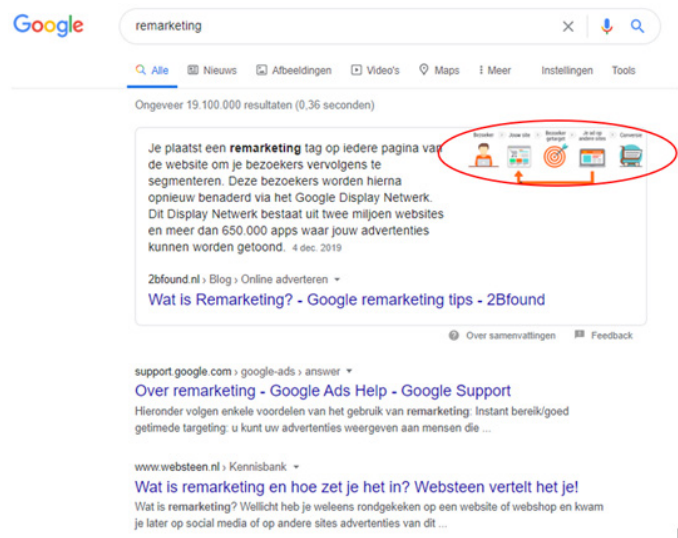 Google
remarketing
Alle Nieuws Afbeeldingen Video's Maps Meer Instellingen Tools
Ongeveer 19.100.000 resultaten (0,36 seconden)
Bezoeker Jouw site Bezoeker getarget Je ad op andere sites Conversie
Je plaatst een remarketing tag op iedere pagina van
de website om je bezoekers vervolgens te
segmenteren. Deze bezoekers worden hierna
opnieuw benaderd via het Google Display Netwerk.
Dit Display Netwerk bestaat uit twee miljoen websites
en meer dan 650.000 apps waar jouw advertenties
kunnen worden getoond. 4 dec. 2019
2bfound.nl › Blog › Online adverteren
Wat is Remarketing? - Google remarketing tips - 2Bfound
Over samenvattingen Feedback
support.google.com › google-ads › answer
Over remarketing - Google Ads Help - Google Support
Hieronder volgen enkele voordelen van het gebruik van remarketing: Instant bereik/goed
getimede targeting: u kunt uw advertenties weergeven aan mensen die ...
www.websteen.nl › Kennisbank
Wat is remarketing en hoe zet je het in? Websteen vertelt het je!
Wat is remarketing? Wellicht heb je weleens rondgekeken op een website of webshop en kwam
je later op social media of op andere sites advertenties van dit ...